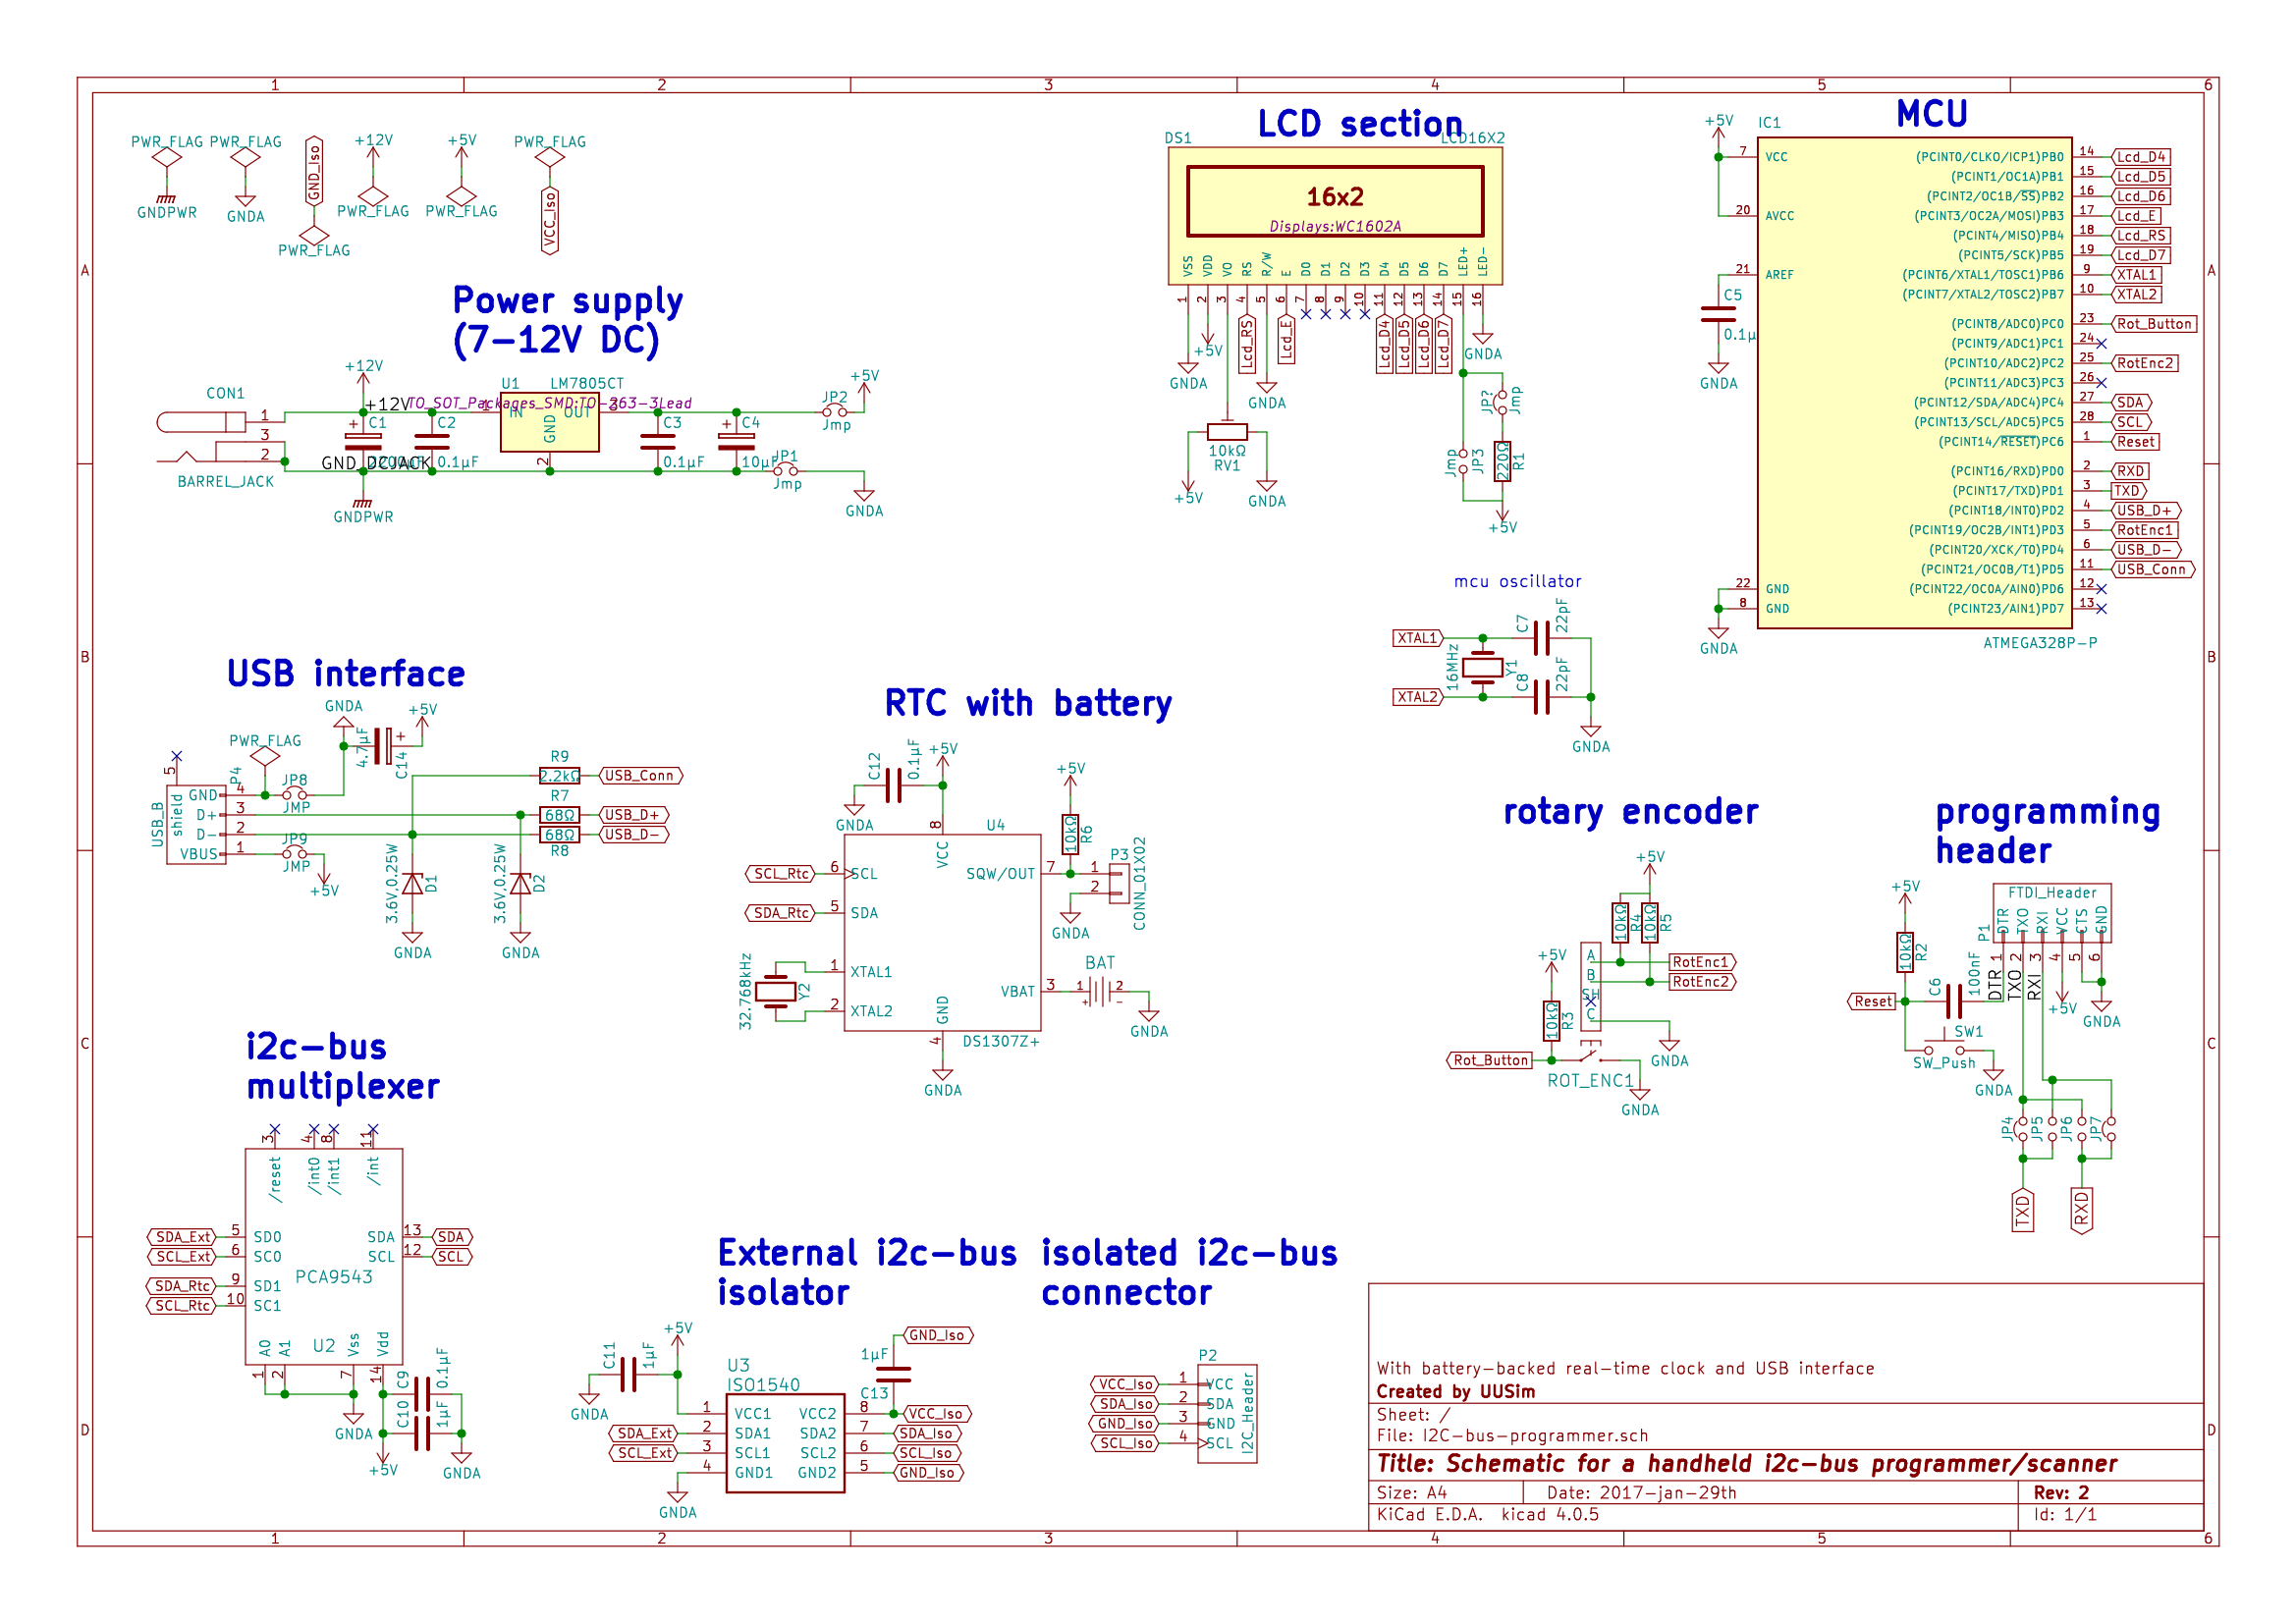 1 2 3 4 5 6
A
B
C
D
PWR_FLAG
GNDPWR
PWR_FLAG
GNDA
GND_Iso
PWR_FLAG
+12V
PWR_FLAG
+5V
PWR_FLAG
PWR_FLAG
VCC_Iso
Power supply
(7-12V DC)
CON1
BARREL_JACK
1
3
2
+12V
+12V
GND_DCJACK
GNDPWR
C1
2200µF
C2
0.1µF
U1 LM7805CT
TO_SOT_Packages_SMD:TO-263-3Lead
1 IN OUT 3
GND
2
C3
0.1µF
C4
10µF
JP2
Jmp
+5V
JP1
Jmp
GNDA
LCD section
DS1 LCD16X2
16x2
Displays:WC1602A
VSS VDD VO RS R/W E D0 D1 D2 D3 D4 D5 D6 D7 LED+ LED-
1 2 3 4 5 6 7 8 9 10 11 12 13 14 15 16
GNDA
+5V
Lcd_RS
GNDA
Lcd_E
Lcd_D4
Lcd_D5
Lcd_D6
Lcd_D7
GNDA
10kΩ
RV1
+5V
GNDA
JP?
Jmp
Jmp
JP3
220Ω
R1
+5V
MCU
+5V
IC1
7 VCC
20 AVCC
21 AREF
22 GND
8 GND
C5
0.1µ
GNDA
GNDA
(PCINT0/CLKO/ICP1)PB0 14 Lcd_D4
(PCINT1/OC1A)PB1 15 Lcd_D5
(PCINT2/OC1B/SS)PB2 16 Lcd_D6
(PCINT3/OC2A/MOSI)PB3 17 Lcd_E
(PCINT4/MISO)PB4 18 Lcd_RS
(PCINT5/SCK)PB5 19 Lcd_D7
(PCINT6/XTAL1/TOSC1)PB6 9 XTAL1
(PCINT7/XTAL2/TOSC2)PB7 10 XTAL2
(PCINT8/ADC0)PC0 23 Rot_Button
(PCINT9/ADC1)PC1 24
(PCINT10/ADC2)PC2 25 RotEnc2
(PCINT11/ADC3)PC3 26
(PCINT12/SDA/ADC4)PC4 27 SDA
(PCINT13/SCL/ADC5)PC5 28 SCL
(PCINT14/RESET)PC6 1 Reset
(PCINT16/RXD)PD0 2 RXD
(PCINT17/TXD)PD1 3 TXD
(PCINT18/INT0)PD2 4 USB_D+
(PCINT19/OC2B/INT1)PD3 5 RotEnc1
(PCINT20/XCK/T0)PD4 6 USB_D-
(PCINT21/OC0B/T1)PD5 11 USB_Conn
(PCINT22/OC0A/AIN0)PD6 12
(PCINT23/AIN1)PD7 13
ATMEGA328P-P
mcu oscillator
XTAL1
XTAL2
16MHz
Y1
C7
22pF
C8
22pF
GNDA
USB interface
GNDA
+5V
4.7µF
C14
PWR_FLAG
P4
USB_B
shield
5
GND 4
D+ 3
D- 2
VBUS 1
JP8
JMP
JP9
JMP
+5V
R9
2.2kΩ
USB_Conn
R7
68Ω
USB_D+
68Ω
R8
USB_D-
3.6V,0.25W
D1
GNDA
3.6V,0.25W
D2
GNDA
RTC with battery
C12
0.1µF
+5V
GNDA
U4
8
VCC
SCL_Rtc 6 SCL
SDA_Rtc 5 SDA
1 XTAL1
2 XTAL2
32.768kHz
Y2
GND
4
GNDA
DS1307Z+
SQW/OUT 7
VBAT 3
+5V
10kΩ
R6
P3
1
2
CONN_01X02
GNDA
BAT
1 2
+ -
GNDA
rotary encoder
+5V
10kΩ
R4
10kΩ
R5
A
B
SH
C
RotEnc1
RotEnc2
+5V
10kΩ
R3
Rot_Button
ROT_ENC1
GNDA
GNDA
programming
header
FTDI_Header
P1
DTR TXO RXI VCC CTS GND
1 2 3 4 5 6
DTR
TXO
RXI
+5V
GNDA
+5V
10kΩ
R2
Reset
C6
100nF
SW1
SW_Push
GNDA
JP4
JP5
JP6
JP7
TXD
RXD
i2c-bus
multiplexer
3 4 8 11
/reset /int0 /int1 /int
SDA_Ext 5 SD0
SCL_Ext 6 SC0
SDA_Rtc 9 SD1
SCL_Rtc 10 SC1
SDA 13 SDA
SCL 12 SCL
PCA9543
U2
A0 A1 Vss Vdd
1 2 7 14
GNDA
C9
0.1µF
C10
1µF
+5V
GNDA
External i2c-bus
isolator
+5V
C11
1µF
GNDA
U3
ISO1540
1 VCC1
SDA_Ext 2 SDA1
SCL_Ext 3 SCL1
4 GND1
GNDA
VCC2 8 VCC_Iso
SDA2 7 SDA_Iso
SCL2 6 SCL_Iso
GND2 5 GND_Iso
GND_Iso
1µF
C13
isolated i2c-bus
connector
P2
VCC_Iso 1 VCC
SDA_Iso 2 SDA
GND_Iso 3 GND
SCL_Iso 4 SCL
I2C_Header
With battery-backed real-time clock and USB interface
Created by UUSim
Sheet: /
File: I2C-bus-programmer.sch
Title: Schematic for a handheld i2c-bus programmer/scanner
Size: A4 Date: 2017-jan-29th Rev: 2
KiCad E.D.A. kicad 4.0.5 Id: 1/1
A
B
C
D
1 2 3 4 5 6